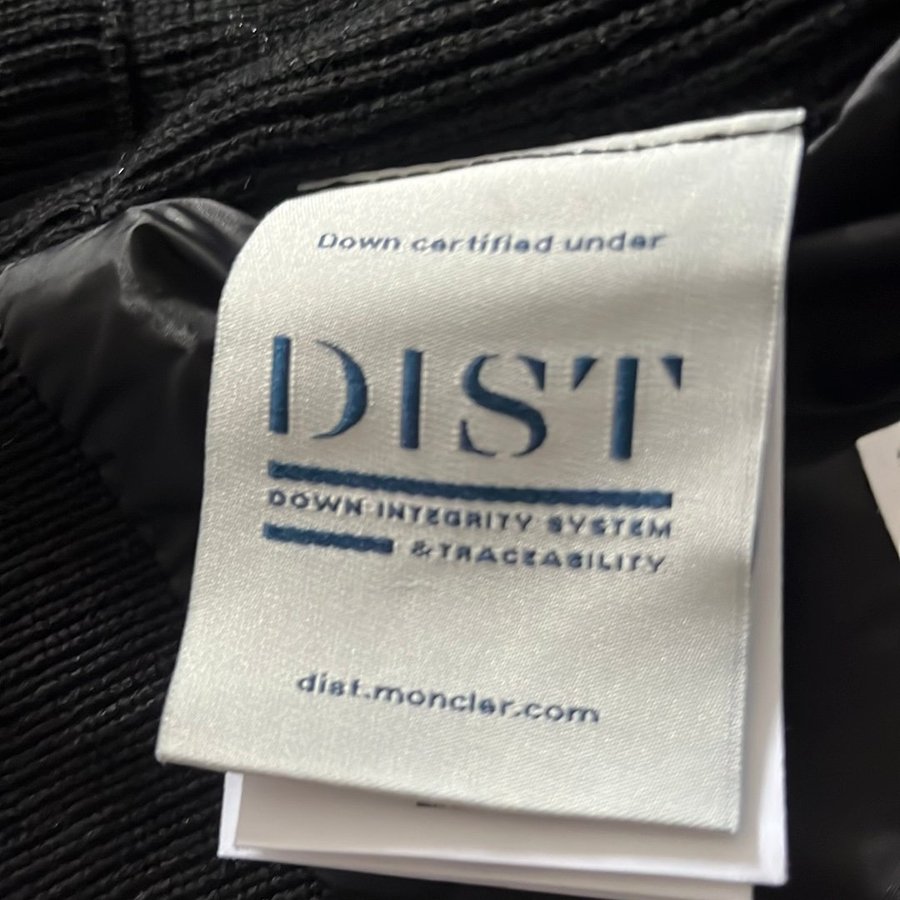 Down certified under
DIST
DOWN INTEGRITY SYSTEM
& TRACEABILITY
dist.moncler.com